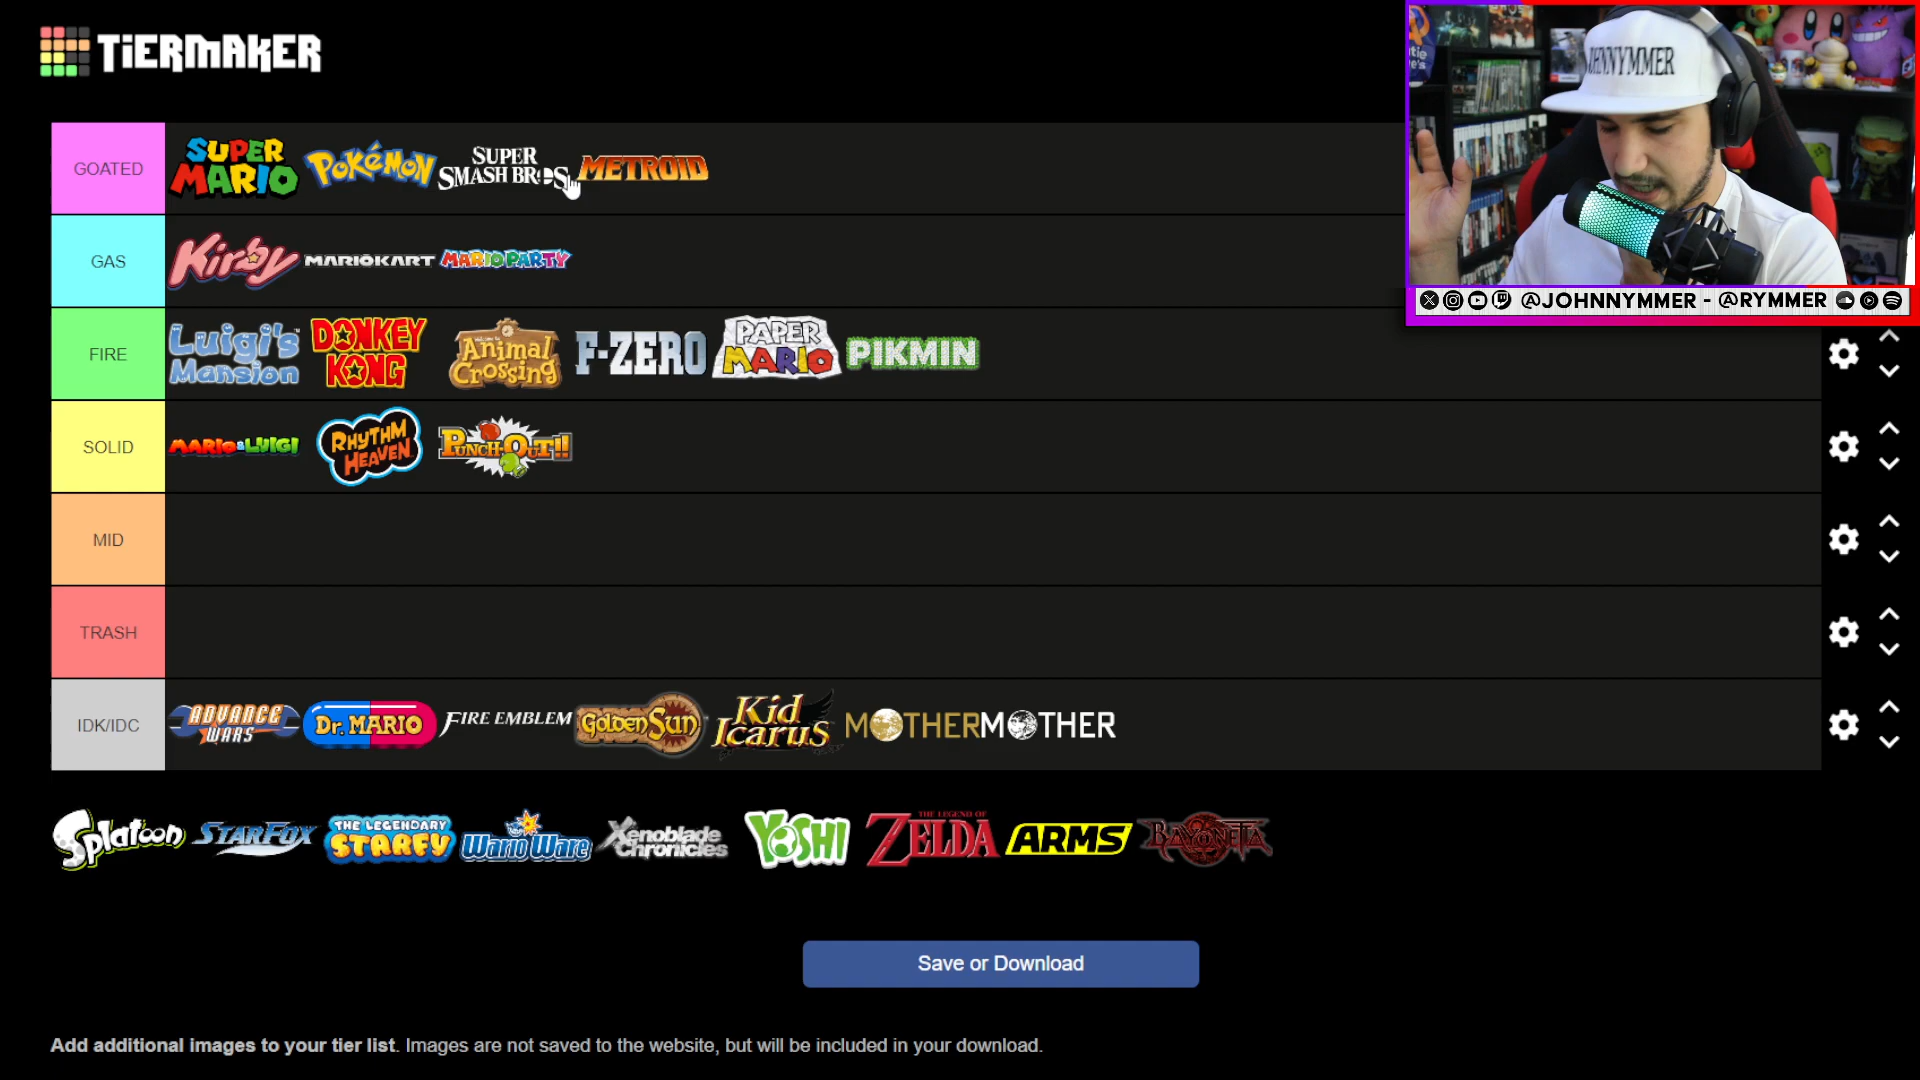 TiERMAKER
JOHNNYMMER
@JOHNNYMMER - @RYMMER
GOATED
SUPER MARIO
POKéMON
SUPER SMASH BROS.
METROID
GAS
Kirby
MARIOKART
MARIO PARTY
FIRE
Luigi's Mansion
DONKEY KONG
Animal Crossing
F-ZERO
PAPER MARIO
PIKMIN
SOLID
MARIO & LUIGI
RHYTHM HEAVEN
PUNCH-OUT!!
MID
TRASH
IDK/IDC
ADVANCE WARS
Dr. MARIO
FIRE EMBLEM
GOLDEN SUN
Kid Icarus
MOTHER
MOTHER
Splatoon
STARFOX
THE LEGENDARY STARFY
WarioWare
Xenoblade Chronicles
YOSHI
THE LEGEND OF ZELDA
ARMS
BAYONETTA
Save or Download
Add additional images to your tier list. Images are not saved to the website, but will be included in your download.